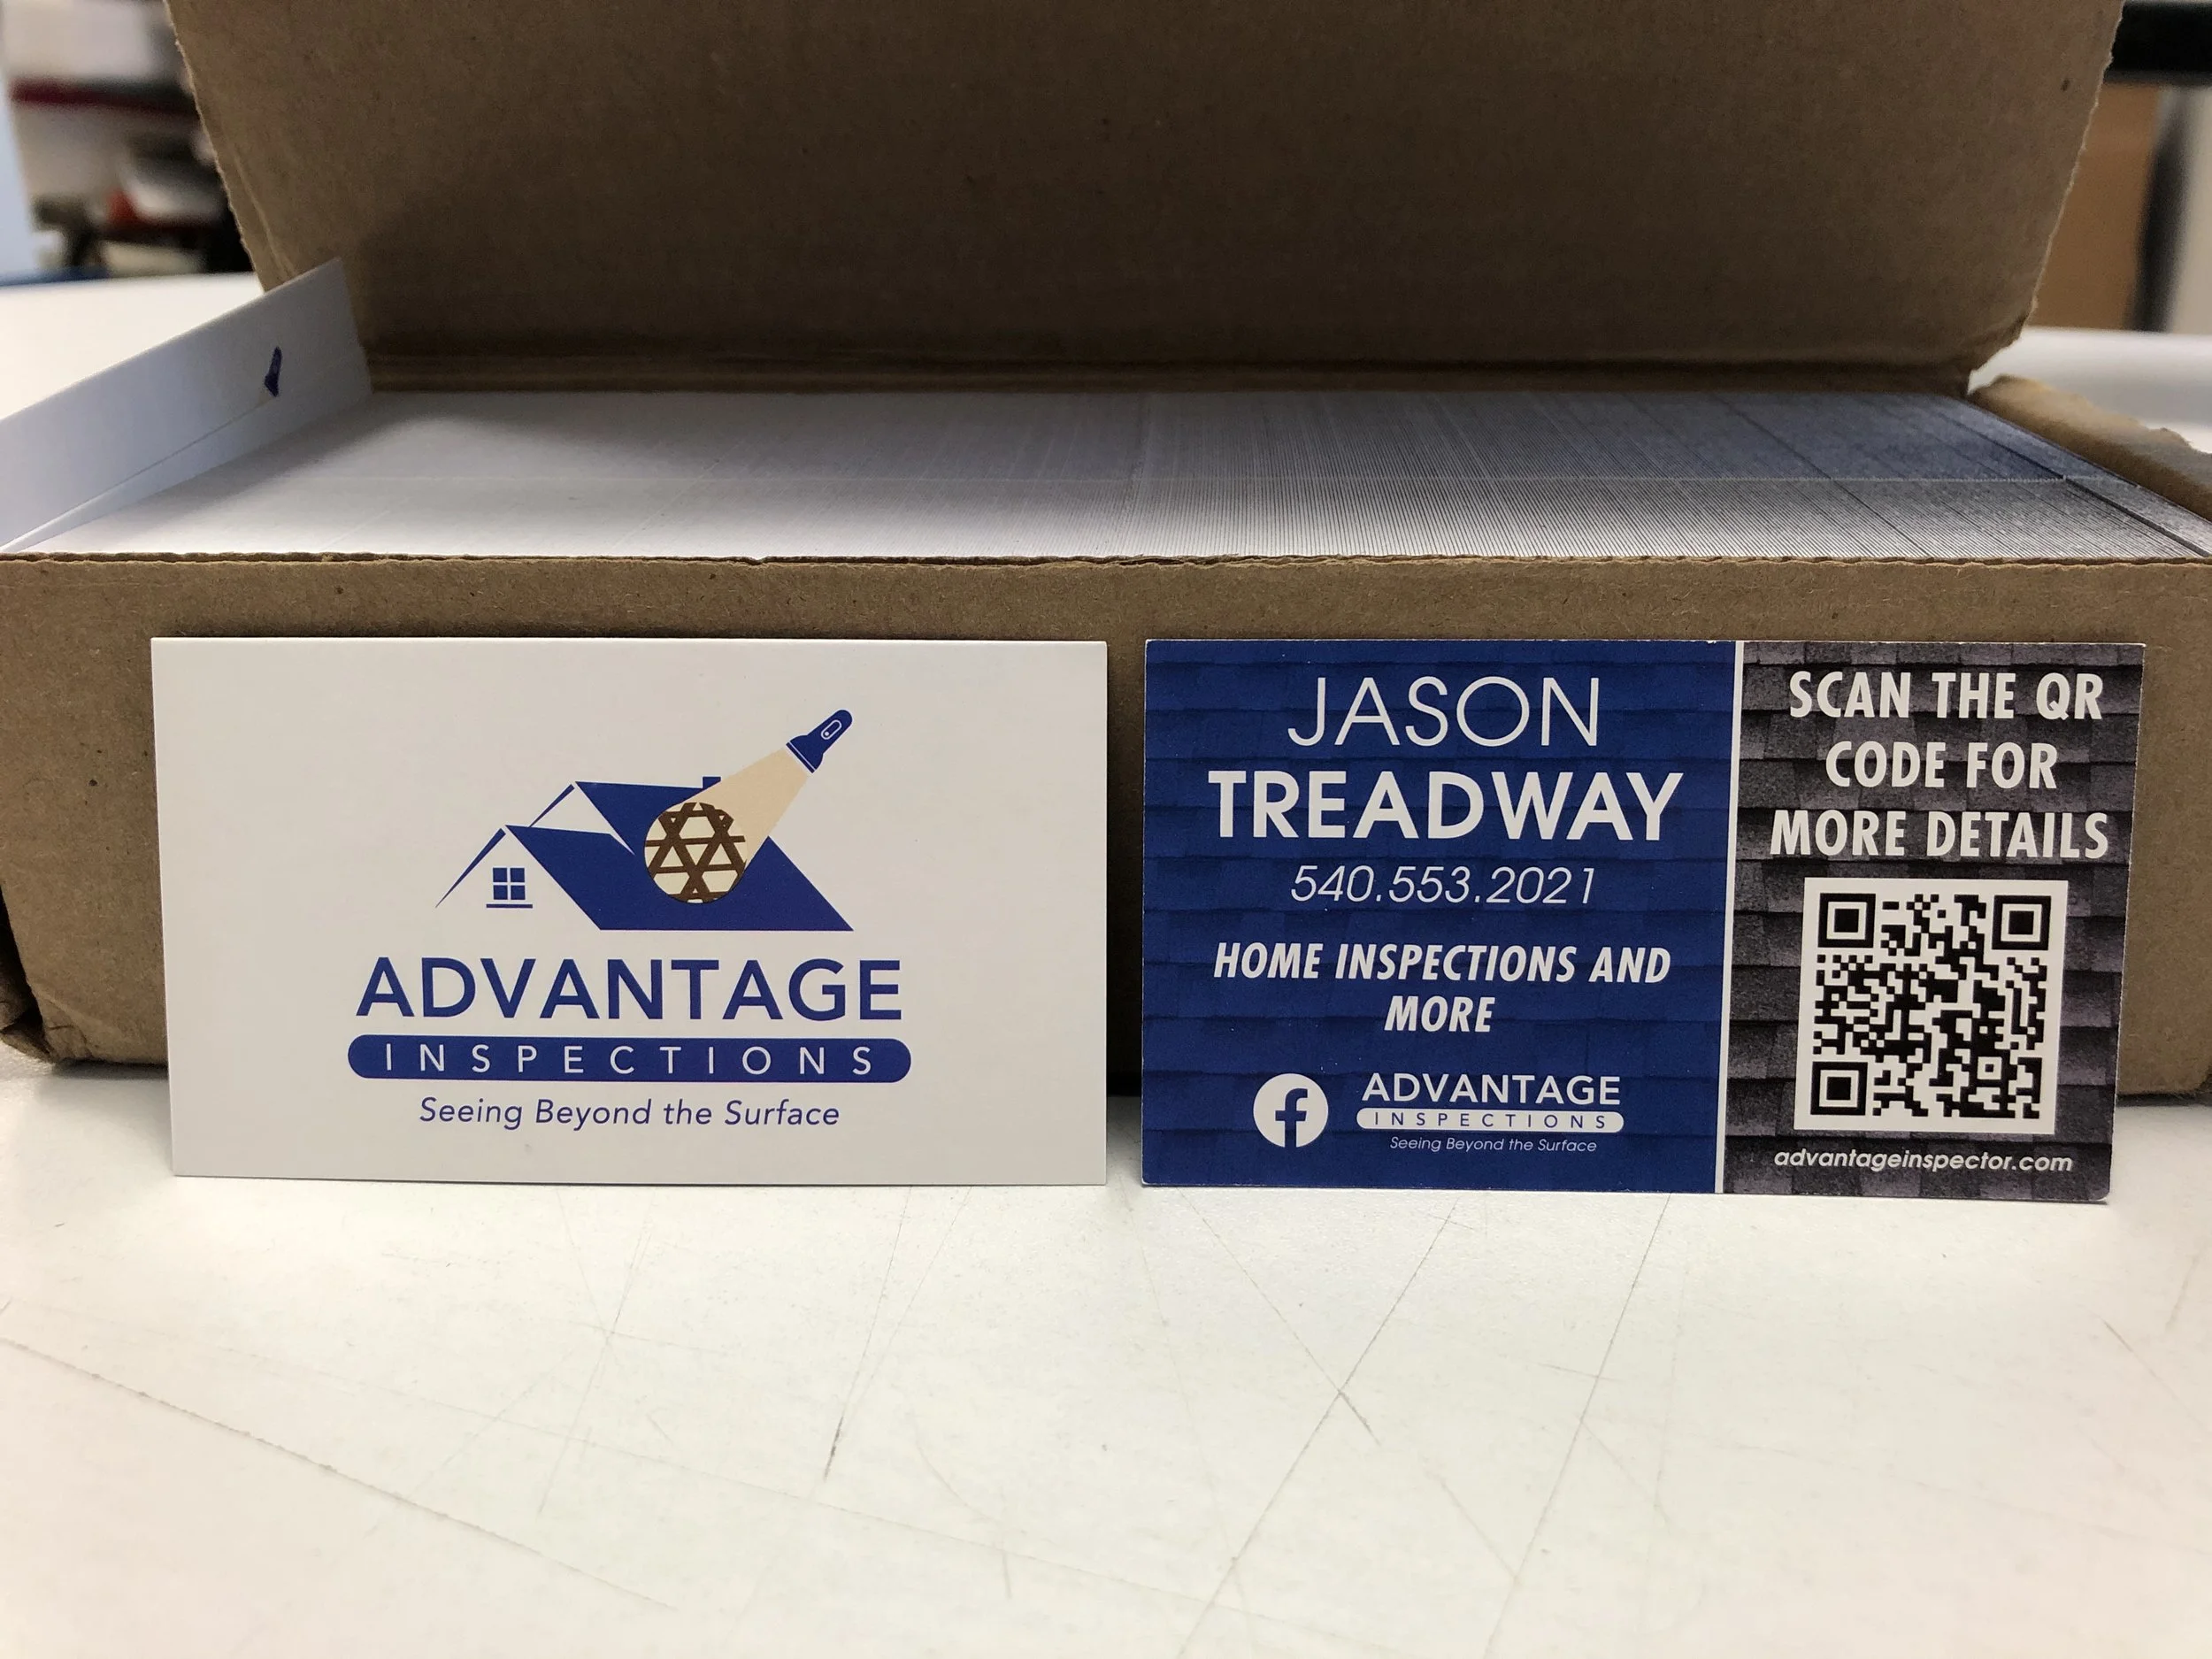 ADVANTAGE
INSPECTIONS
Seeing Beyond the Surface
JASON
TREADWAY
540.553.2021
HOME INSPECTIONS AND
MORE
ADVANTAGE
INSPECTIONS
Seeing Beyond the Surface
SCAN THE QR
CODE FOR
MORE DETAILS
advantageinspector.com